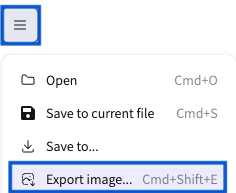 Open Cmd+O
Save to current file Cmd+S
Save to...
Export image... Cmd+Shift+E